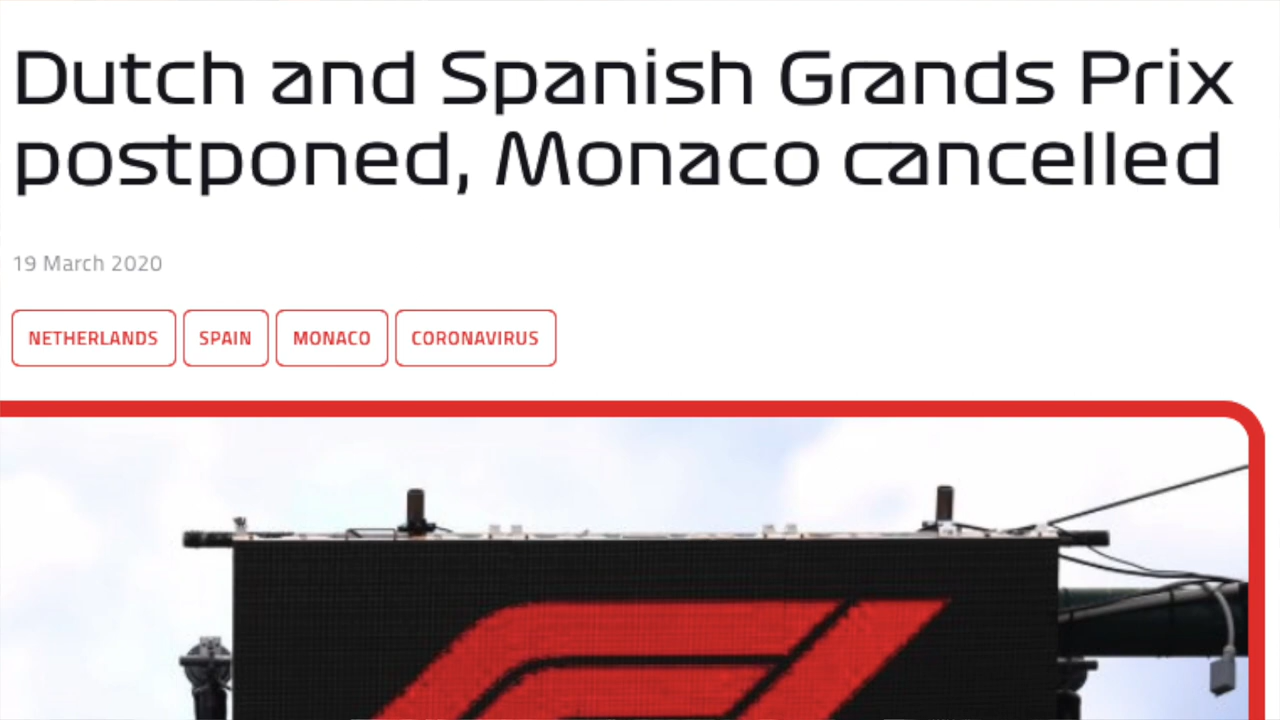 Dutch and Spanish Grands Prix
postponed, Monaco cancelled
19 March 2020
NETHERLANDS SPAIN MONACO CORONAVIRUS